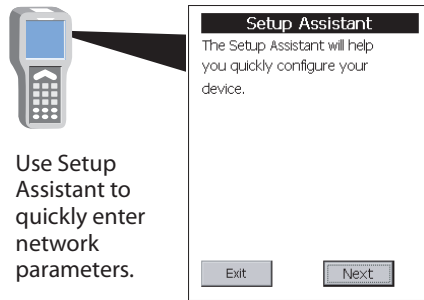 Setup Assistant
The Setup Assistant will help
you quickly configure your
device.
Exit
Next
Use Setup
Assistant to
quickly enter
network
parameters.